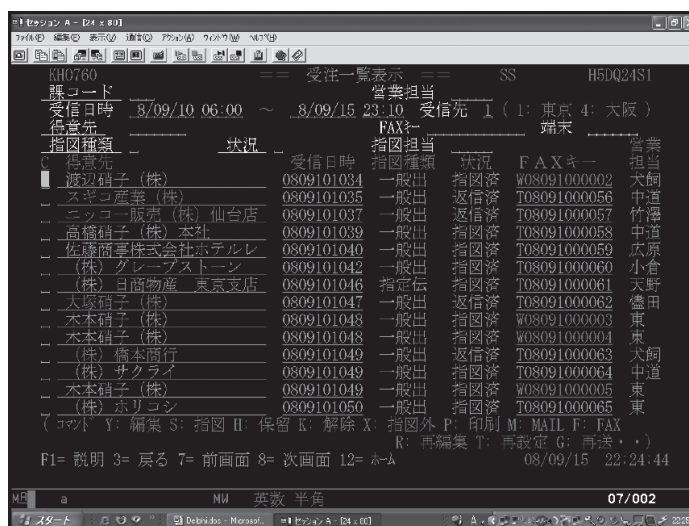 セッション A - [24 x 80]
ファイル(F) 編集(E) 表示(V) 通信(C) アクション(A) ウィンドウ(W) ヘルプ(H)
KH0760 == 受注一覧表示 == SS H5DQ24S1
課コード 営業担当
受信日時 8/09/10 06:00 ～ 8/09/15 23:10 受信先 1 ( 1: 東京 4: 大阪 )
得意先 FAXキー 端末
指図種類 状況 指図担当 営業
C 得意先 受信日時 指図種類 状況 FAXキー 担当
渡辺硝子（株） 0809101034 一般出 指図済 W08091000002 犬飼
スギコ産業（株） 0809101035 一般出 返信済 T08091000056 中道
ニッコー販売（株）仙台店 0809101037 一般出 指図済 T08091000057 竹澤
高橋硝子（株）本社 0809101039 一般出 指図済 T08091000058 中道
佐藤商事株式会社ホテルレ 0809101040 一般出 指図済 T08091000059 広原
（株）グレープストーン 0809101042 一般出 指図済 T08091000060 小倉
（株）日商物産 東京支店 0809101046 指定伝 指図済 T08091000061 天野
大塚硝子（株） 0809101047 一般出 返信済 T08091000062 儘田
木本硝子（株） 0809101048 一般出 指図済 W08091000003 東
木本硝子（株） 0809101048 一般出 指図済 W08091000004 東
（株）橋本商行 0809101049 一般出 返信済 T08091000063 犬飼
（株）サクライ 0809101049 一般出 指図済 T08091000064 中道
木本硝子（株） 0809101049 一般出 指図済 W08091000005 東
（株）ホリコシ 0809101050 一般出 指図済 T08091000065 東
( コマンド Y: 編集 S: 指図 H: 保留 K: 解除 X: 指図外 P: 印刷 M: MAIL F: FAX
R: 再編集 T: 再設定 G: 再送・・)
F1= 説明 3= 戻る 7= 前画面 8= 次画面 12= ホーム 08/09/15 22:24:44
MA a MW 英数 半角 07/002
スタート Delphi.doc - Microsof... セッション A - [24 x 80]